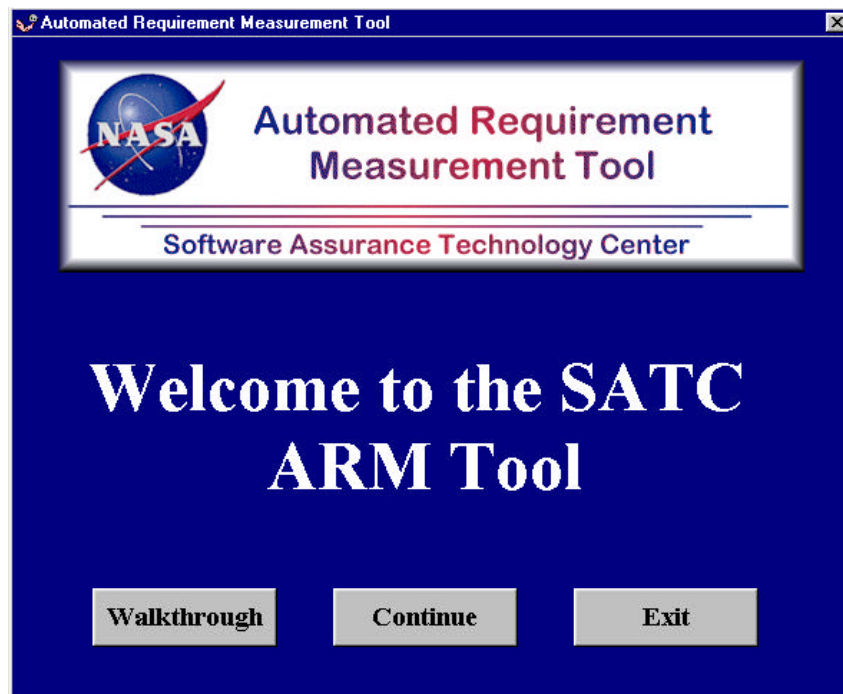 Automated Requirement Measurement Tool
NASA
Automated Requirement
Measurement Tool
Software Assurance Technology Center
Welcome to the SATC
ARM Tool
Walkthrough
Continue
Exit